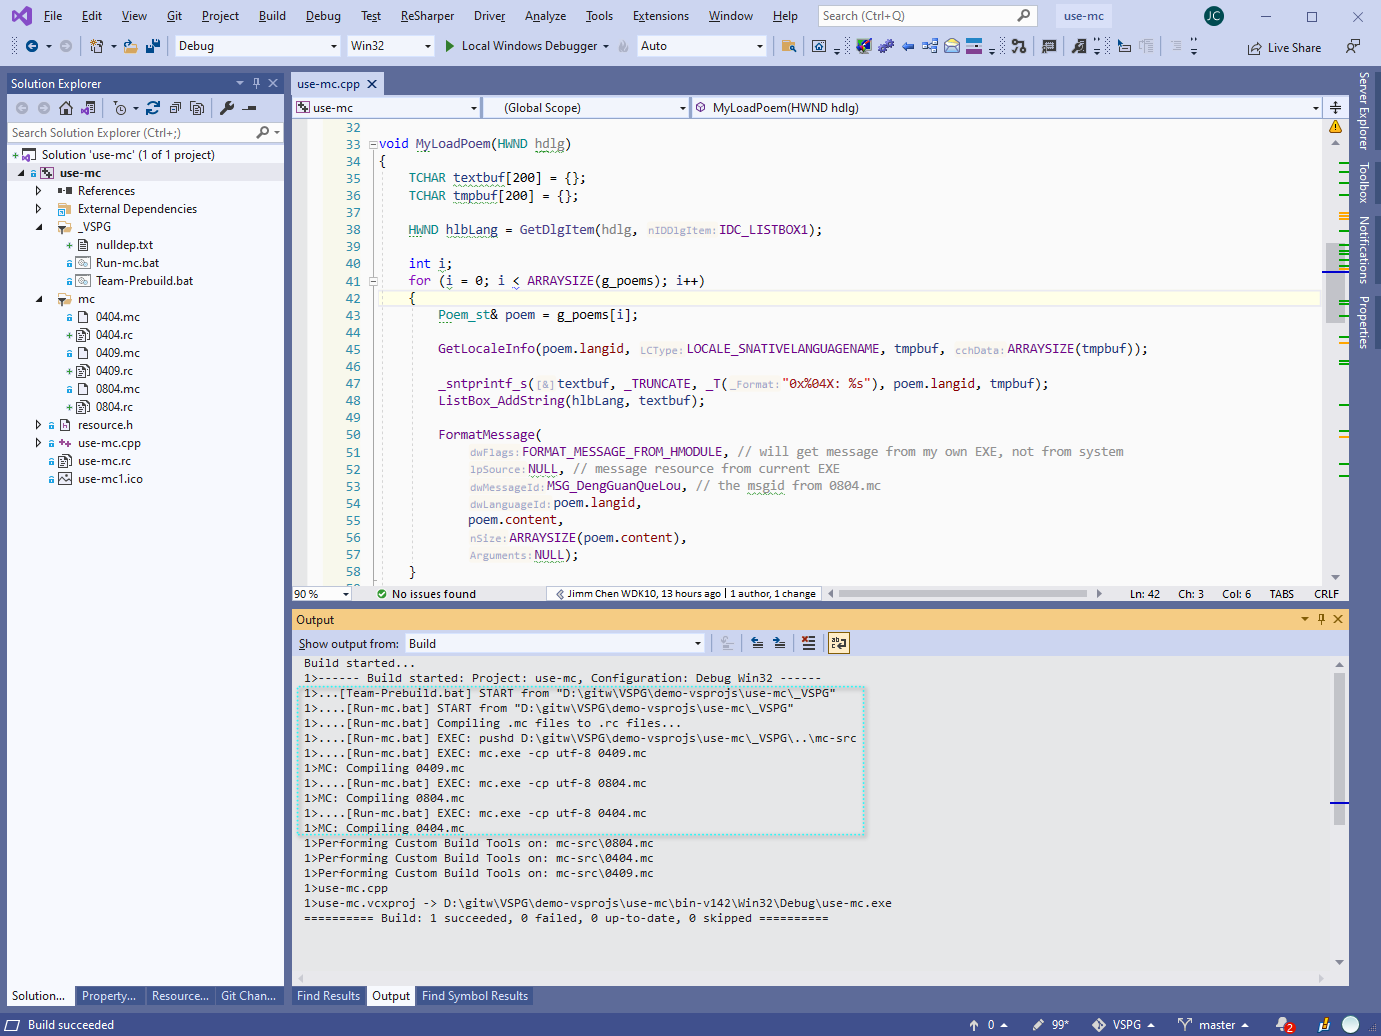 File Edit View Git Project Build Debug Test ReSharper Driver Analyze Tools Extensions Window Help Search (Ctrl+Q) use-mc JC
Debug Win32 Local Windows Debugger Auto Live Share
Solution Explorer
Search Solution Explorer (Ctrl+;)
Solution 'use-mc' (1 of 1 project)
use-mc
References
External Dependencies
_VSPG
nulldep.txt
Run-mc.bat
Team-Prebuild.bat
mc
0404.mc
0404.rc
0409.mc
0409.rc
0804.mc
0804.rc
resource.h
use-mc.cpp
use-mc.rc
use-mc1.ico
Solution... Property... Resource... Git Chan...
use-mc.cpp
use-mc (Global Scope) MyLoadPoem(HWND hdlg)
32
33 void MyLoadPoem(HWND hdlg)
34 {
35 TCHAR textbuf[200] = {};
36 TCHAR tmpbuf[200] = {};
37
38 HWND hlbLang = GetDlgItem(hdlg, nIDDlgItem: IDC_LISTBOX1);
39
40 int i;
41 for (i = 0; i < ARRAYSIZE(g_poems); i++)
42 {
43 Poem_st& poem = g_poems[i];
44
45 GetLocaleInfo(poem.langid, LCType: LOCALE_SNATIVELANGUAGENAME, tmpbuf, cchData: ARRAYSIZE(tmpbuf));
46
47 _sntprintf_s([&] textbuf, _TRUNCATE, _T(_Format: "0x%04X: %s"), poem.langid, tmpbuf);
48 ListBox_AddString(hlbLang, textbuf);
49
50 FormatMessage(
51 dwFlags: FORMAT_MESSAGE_FROM_HMODULE, // will get message from my own EXE, not from system
52 lpSource: NULL, // message resource from current EXE
53 dwMessageId: MSG_DengGuanQueLou, // the msgid from 0804.mc
54 dwLanguageId: poem.langid,
55 poem.content,
56 nSize: ARRAYSIZE(poem.content),
57 Arguments: NULL);
58 }
90 % No issues found Jimm Chen WDK10, 13 hours ago | 1 author, 1 change Ln: 42 Ch: 3 Col: 6 TABS CRLF
Output
Show output from: Build
Build started...
1>------ Build started: Project: use-mc, Configuration: Debug Win32 ------
1>...[Team-Prebuild.bat] START from "D:\gitw\VSPG\demo-vsprojs\use-mc\_VSPG"
1>....[Run-mc.bat] START from "D:\gitw\VSPG\demo-vsprojs\use-mc\_VSPG"
1>....[Run-mc.bat] Compiling .mc files to .rc files...
1>....[Run-mc.bat] EXEC: pushd D:\gitw\VSPG\demo-vsprojs\use-mc\_VSPG\..\mc-src
1>....[Run-mc.bat] EXEC: mc.exe -cp utf-8 0409.mc
1>MC: Compiling 0409.mc
1>....[Run-mc.bat] EXEC: mc.exe -cp utf-8 0804.mc
1>MC: Compiling 0804.mc
1>....[Run-mc.bat] EXEC: mc.exe -cp utf-8 0404.mc
1>MC: Compiling 0404.mc
1>Performing Custom Build Tools on: mc-src\0804.mc
1>Performing Custom Build Tools on: mc-src\0404.mc
1>Performing Custom Build Tools on: mc-src\0409.mc
1>use-mc.cpp
1>use-mc.vcxproj -> D:\gitw\VSPG\demo-vsprojs\use-mc\bin-v142\Win32\Debug\use-mc.exe
========== Build: 1 succeeded, 0 failed, 0 up-to-date, 0 skipped ==========
Find Results Output Find Symbol Results
Server Explorer
Toolbox
Notifications
Properties
Build succeeded 0 99* VSPG master 2